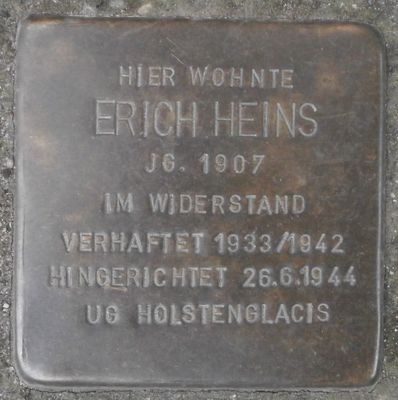 HIER WOHNTE
ERICH HEINS
JG. 1907
IM WIDERSTAND
VERHAFTET 1933/1942
HINGERICHTET 26.6.1944
UG HOLSTENGLACIS